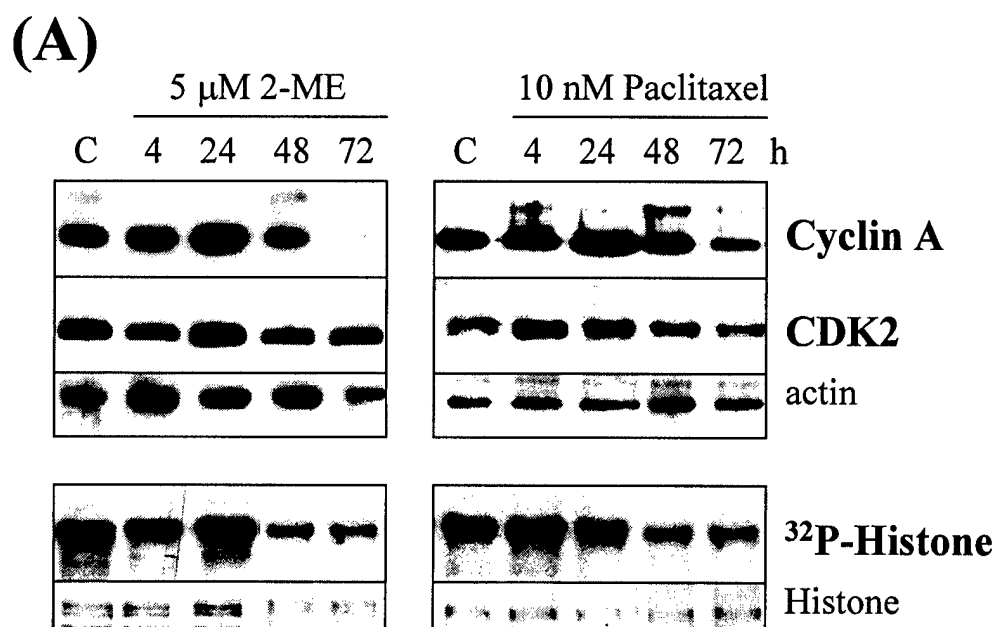 (A)
5 µM 2-ME
10 nM Paclitaxel
C 4 24 48 72
C 4 24 48 72 h
Cyclin A
CDK2
actin
³²P-Histone
Histone